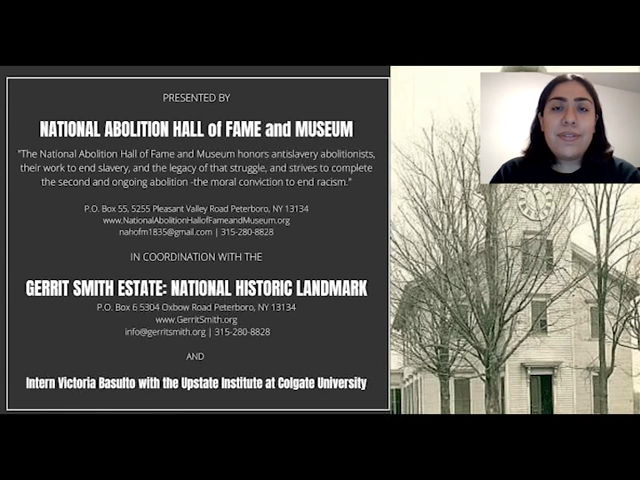 PRESENTED BY
NATIONAL ABOLITION HALL of FAME and MUSEUM
"The National Abolition Hall of Fame and Museum honors antislavery abolitionists,
their work to end slavery, and the legacy of that struggle, and strives to complete
the second and ongoing abolition -the moral conviction to end racism."
P.O. Box 55, 5255 Pleasant Valley Road Peterboro, NY 13134
www.NationalAbolitionHallofFameandMuseum.org
nahofm1835@gmail.com | 315-280-8828
IN COORDINATION WITH THE
GERRIT SMITH ESTATE: NATIONAL HISTORIC LANDMARK
P.O. Box 6 5304 Oxbow Road Peterboro, NY 13134
www.GerritSmith.org
info@gerritsmith.org | 315-280-8828
AND
Intern Victoria Basulto with the Upstate Institute at Colgate University